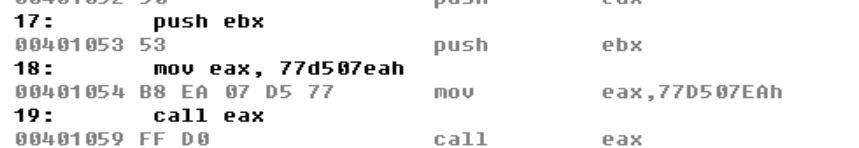 17: push ebx
00401053 53 push ebx
18: mov eax, 77d507eah
00401054 B8 EA 07 D5 77 mov eax,77D507EAh
19: call eax
00401059 FF D0 call eax